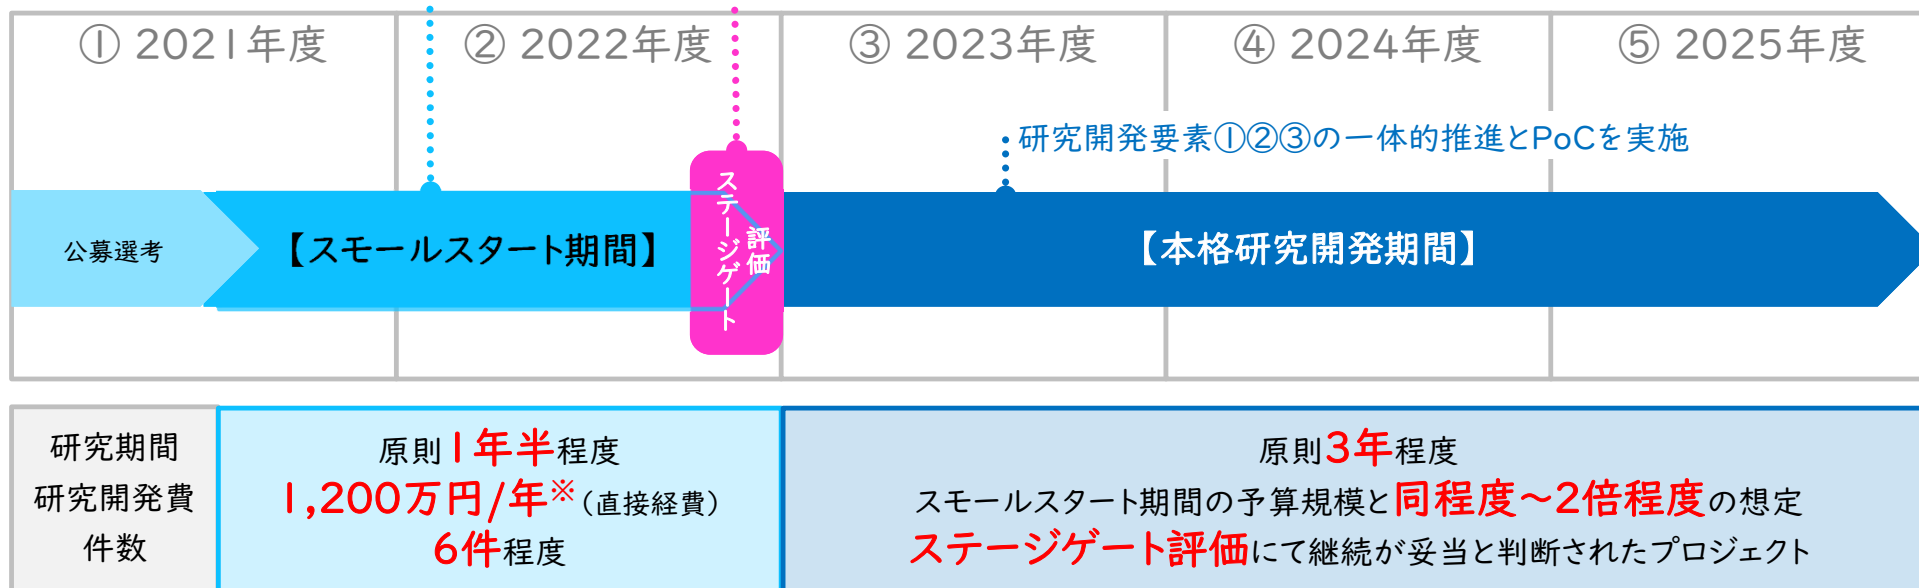 ① 2021年度
② 2022年度
③ 2023年度
④ 2024年度
⑤ 2025年度
研究開発要素①②③の一体的推進とPoCを実施
公募選考
【スモールスタート期間】
ステージゲート
評価
【本格研究開発期間】
研究期間
研究開発費
件数
原則1年半程度
1,200万円/年※(直接経費)
6件程度
原則3年程度
スモールスタート期間の予算規模と同程度~2倍程度の想定
ステージゲート評価にて継続が妥当と判断されたプロジェクト